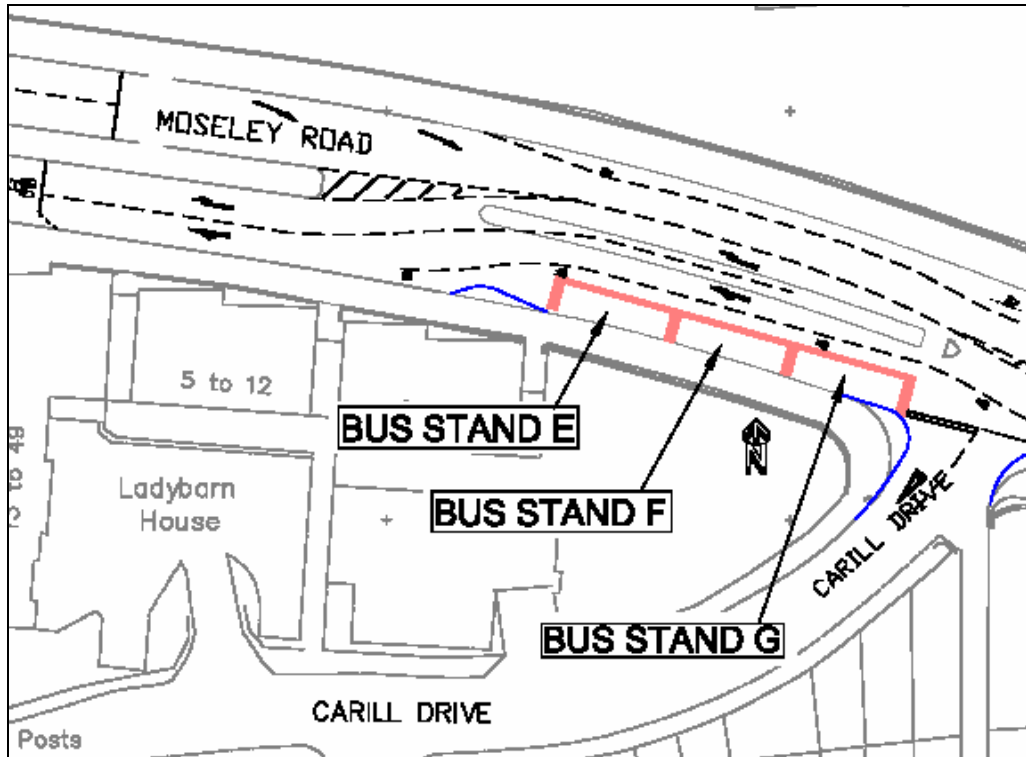 MOSELEY ROAD
5 to 12
BUS STAND E
N
Ladybarn
House
BUS STAND F
CARILL DRIVE
BUS STAND G
CARILL DRIVE
Posts